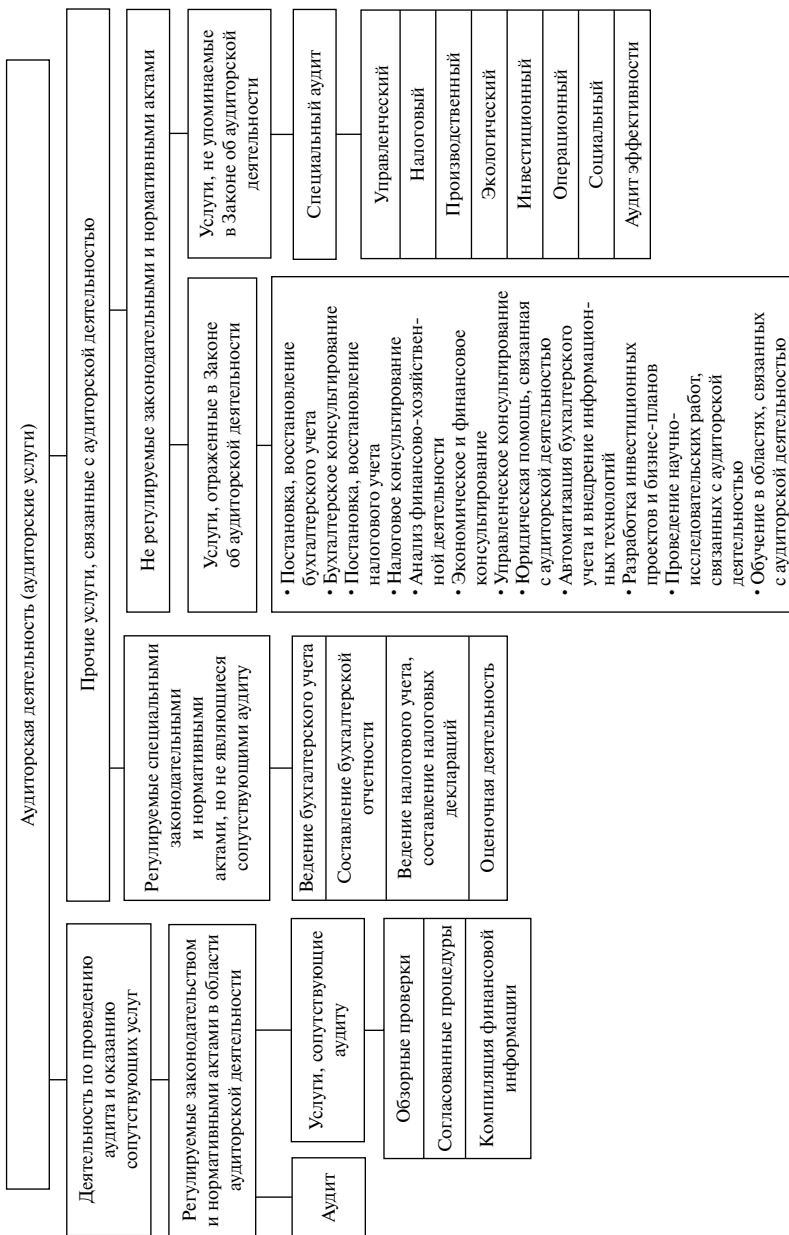 Аудиторская деятельность (аудиторские услуги)
Деятельность по проведению
аудита и оказанию
сопутствующих услуг
Прочие услуги, связанные с аудиторской деятельностью
Регулируемые законодательством
и нормативными актами в области
аудиторской деятельности
Регулируемые специальными
законодательными
и нормативными
актами, но не являющиеся
сопутствующими аудиту
Не регулируемые законодательными и нормативными актами
Аудит
Услуги, сопутствующие
аудиту
Обзорные проверки
Согласованные процедуры
Компиляция финансовой
информации
Ведение бухгалтерского учета
Составление бухгалтерской
отчетности
Ведение налогового учета,
составление налоговых
деклараций
Оценочная деятельность
Услуги, отраженные в Законе
об аудиторской деятельности
• Постановка, восстановление
бухгалтерского учета
• Бухгалтерское консультирование
• Постановка, восстановление
налогового учета
• Налоговое консультирование
• Анализ финансово-хозяйствен-
ной деятельности
• Экономическое и финансовое
консультирование
• Управленческое консультирование
• Юридическая помощь, связанная
с аудиторской деятельностью
• Автоматизация бухгалтерского
учета и внедрение информацион-
ных технологий
• Разработка инвестиционных
проектов и бизнес-планов
• Проведение научно-
исследовательских работ,
связанных с аудиторской
деятельностью
• Обучение в областях, связанных
с аудиторской деятельностью
Услуги, не упоминаемые
в Законе об аудиторской
деятельности
Специальный аудит
Управленческий
Налоговый
Производственный
Экологический
Инвестиционный
Операционный
Социальный
Аудит эффективности